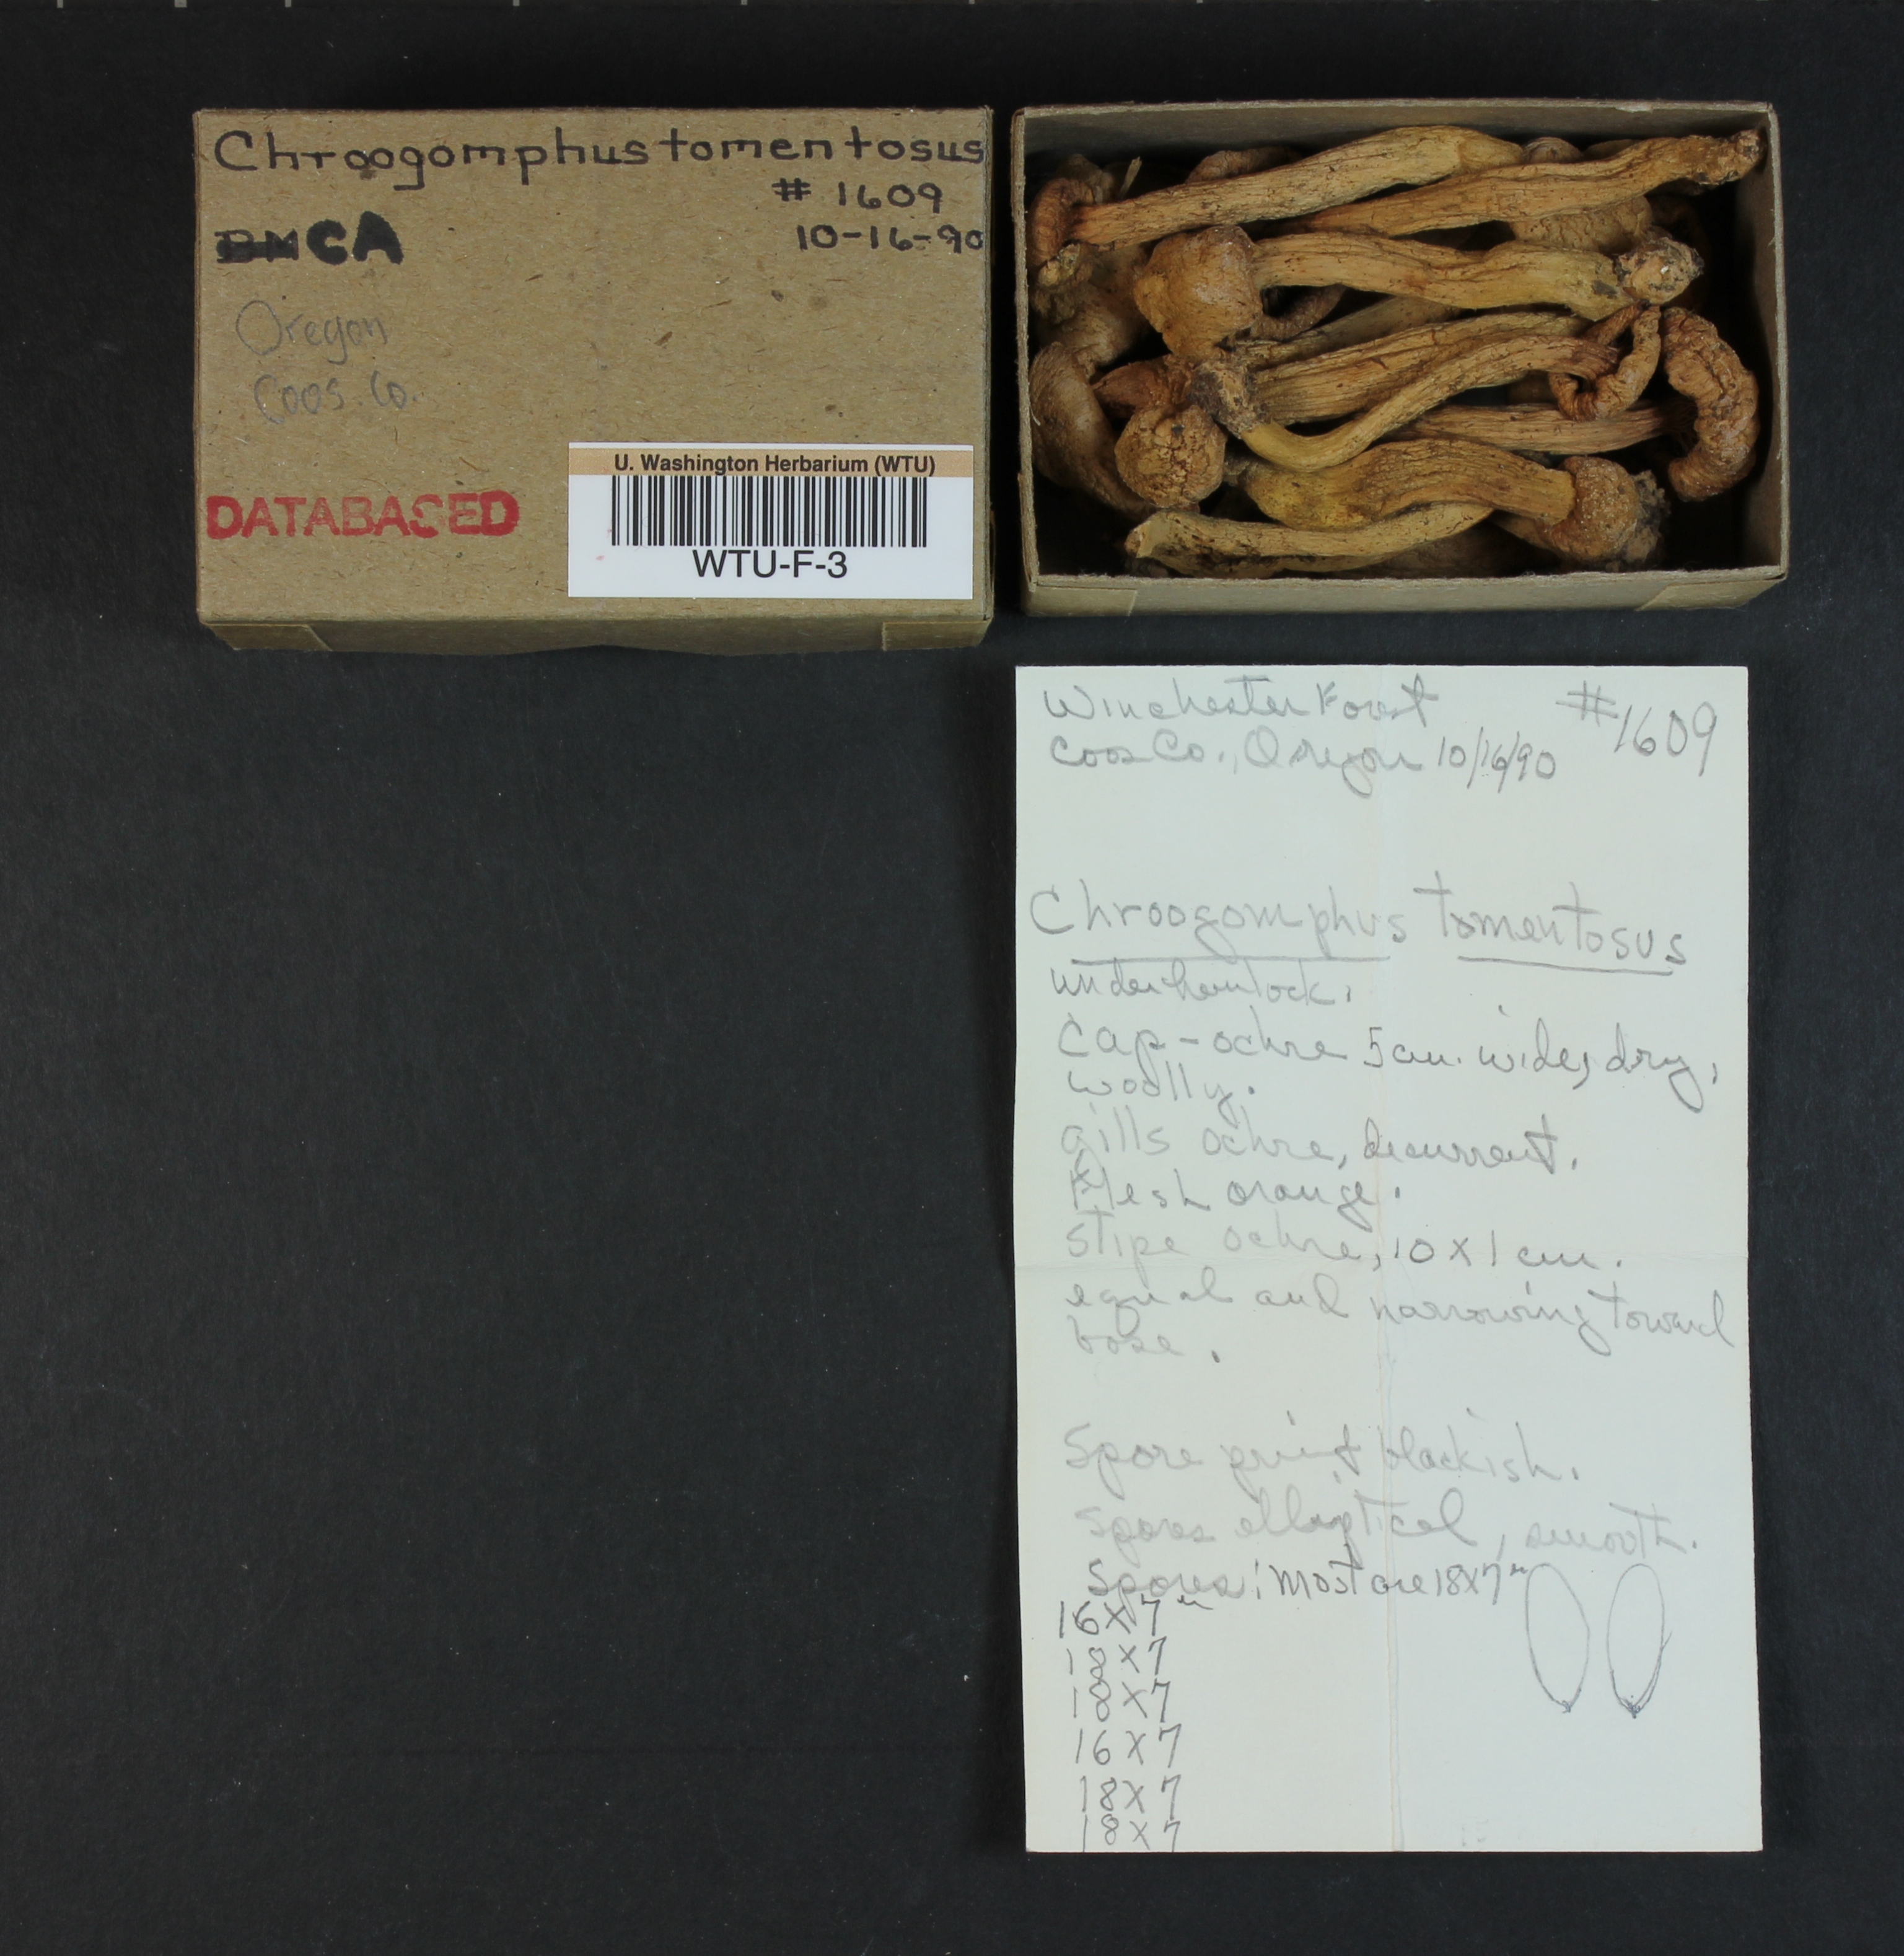 Chroogomphus tomentosus
# 1609
10-16-90
CA
Oregon
Coos. Co.
DATABASED
U. Washington Herbarium (WTU)
WTU-F-3
Winchester Forest #1609
Coos Co., Oregon 10/16/90
Chroogomphus tomentosus
under hemlock.
Cap - ochre 5 cm. wide, dry,
woolly.
gills ochre, decurrent.
Flesh orange.
Stipe ochre, 10 X 1 cm.
equal and narrowing toward
base.
Spore print blackish.
Spores elliptical, smooth.
Spores: Most are 18X7 u
16X7 u
18X7
18X7
16X7
18X7
18X7